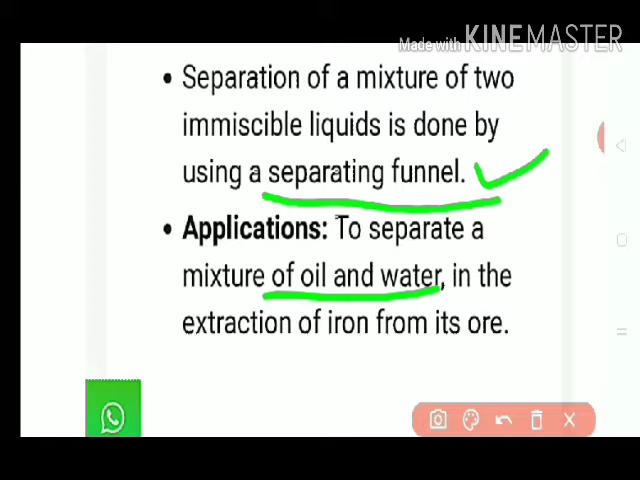 Made with KINEMASTER
• Separation of a mixture of two
immiscible liquids is done by
using a separating funnel.
• Applications: To separate a
mixture of oil and water, in the
extraction of iron from its ore.